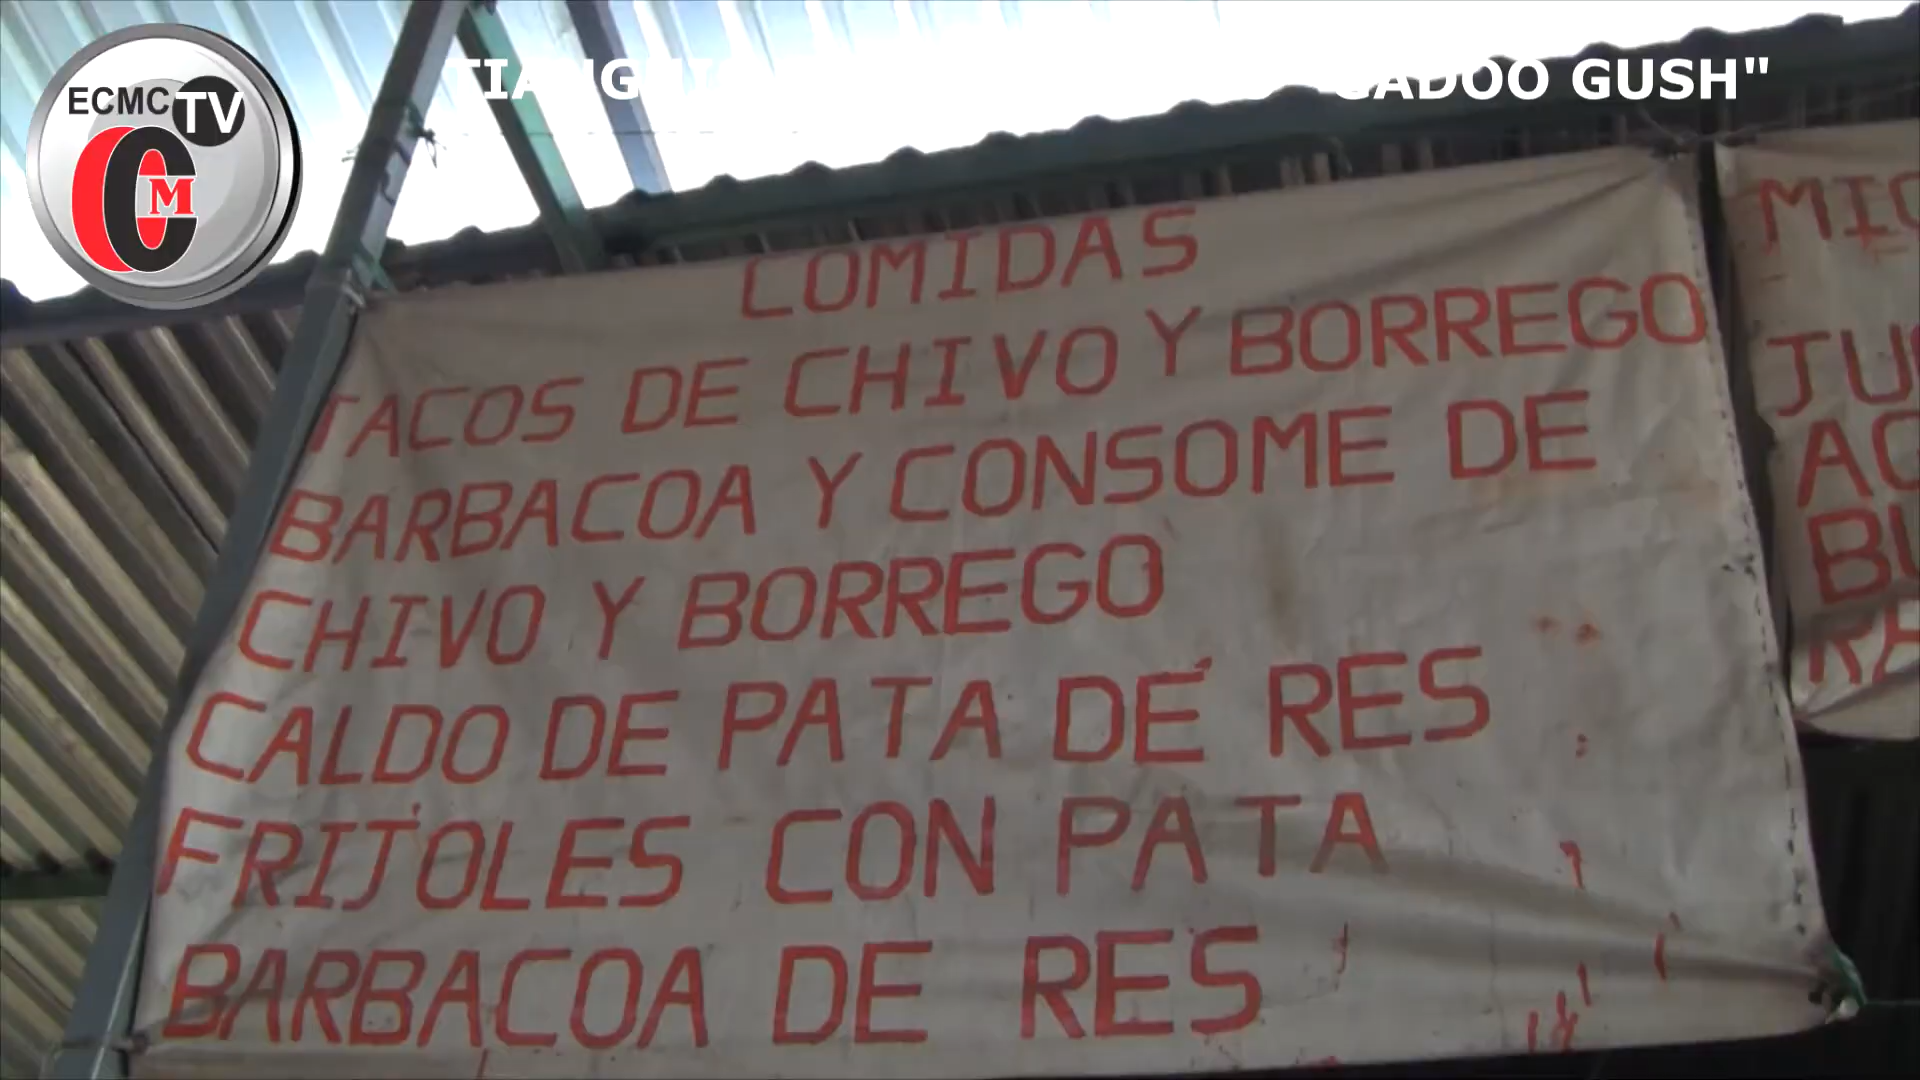 ECMC TV
CM
GUSH"
COMIDAS
TACOS DE CHIVO Y BORREGO
BARBACOA Y CONSOME DE
CHIVO Y BORREGO
CALDO DE PATA DE RES
FRIJOLES CON PATA
BARBACOA DE RES